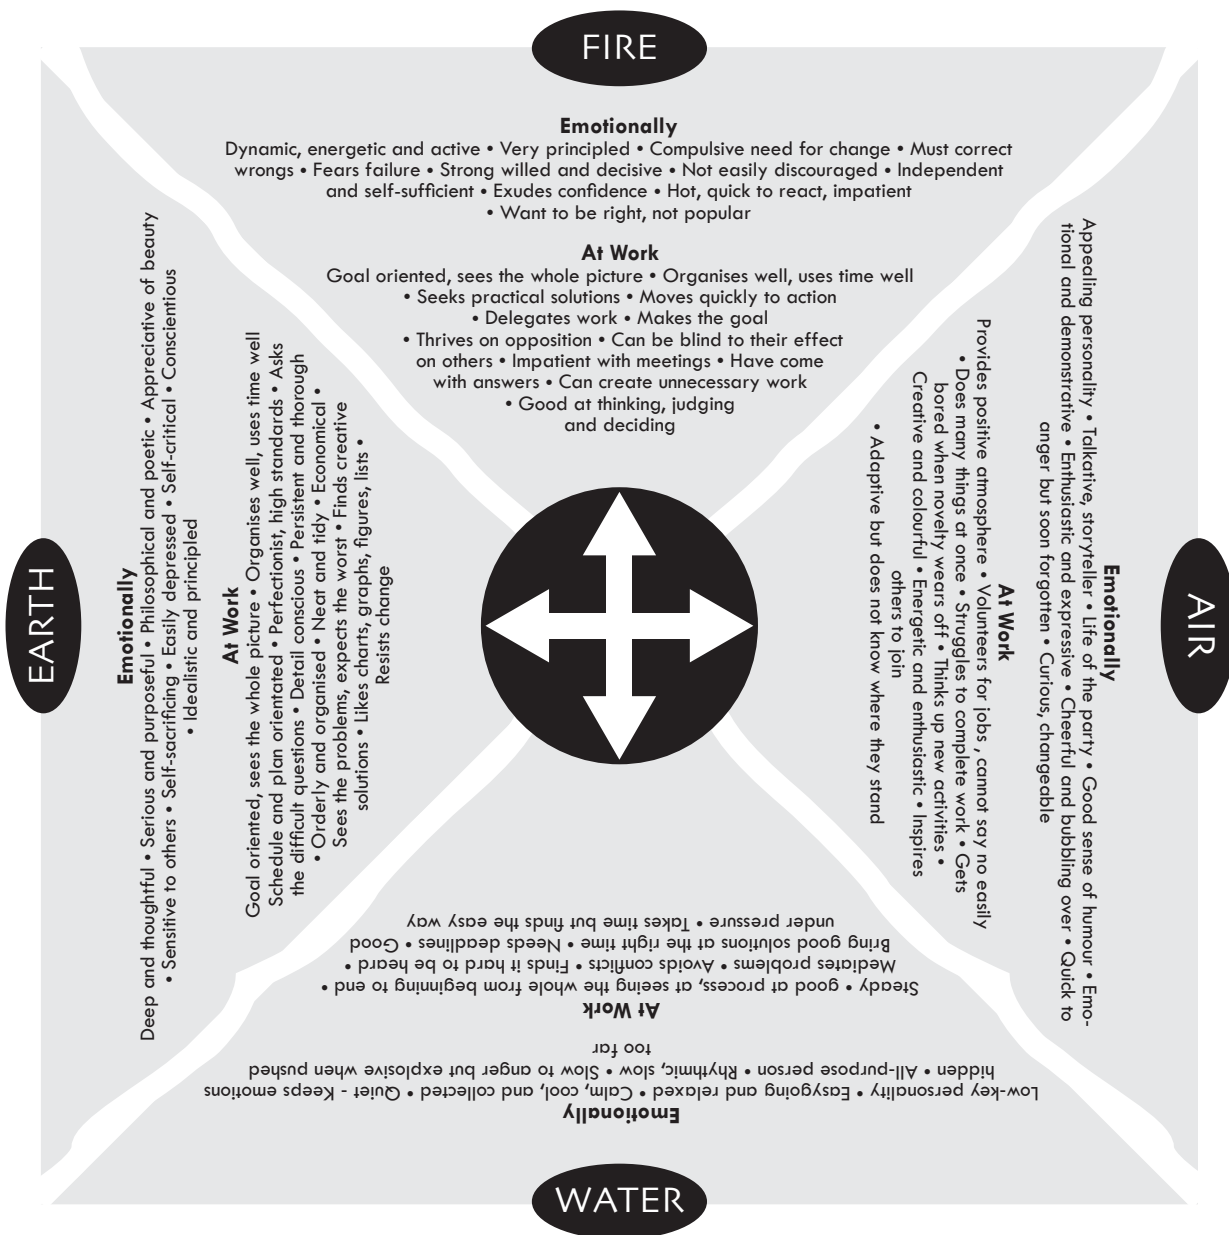 FIRE
Emotionally
Dynamic, energetic and active • Very principled • Compulsive need for change • Must correct
wrongs • Fears failure • Strong willed and decisive • Not easily discouraged • Independent
and self-sufficient • Exudes confidence • Hot, quick to react, impatient
• Want to be right, not popular
At Work
Goal oriented, sees the whole picture • Organises well, uses time well
• Seeks practical solutions • Moves quickly to action
• Delegates work • Makes the goal
• Thrives on opposition • Can be blind to their effect
on others • Impatient with meetings • Have come
with answers • Can create unnecessary work
• Good at thinking, judging
and deciding
EARTH
Emotionally
Deep and thoughtful • Serious and purposeful • Philosophical and poetic • Appreciative of beauty
• Sensitive to others • Self-sacrificing • Easily depressed • Self-critical • Conscientious
• Idealistic and principled
At Work
Goal oriented, sees the whole picture • Organises well, uses time well
Schedule and plan orientated • Perfectionist, high standards • Asks
the difficult questions • Detail conscious • Persistent and thorough
• Orderly and organised • Neat and tidy • Economical •
Sees the problems, expects the worst • Finds creative
solutions • Likes charts, graphs, figures, lists •
Resists change
AIR
Emotionally
Appealing personality • Talkative, storyteller • Life of the party • Good sense of humour • Emo-
tional and demonstrative • Enthusiastic and expressive • Cheerful and bubbling over • Quick to
anger but soon forgotten • Curious, changeable
At Work
Provides positive atmosphere • Volunteers for jobs , cannot say no easily
• Does many things at once • Struggles to complete work • Gets
bored when novelty wears off • Thinks up new activities •
Creative and colourful • Energetic and enthusiastic • Inspires
others to join
• Adaptive but does not know where they stand
WATER
Emotionally
Low-key personality • Easygoing and relaxed • Calm, cool, and collected • Quiet - Keeps emotions
hidden • All-purpose person • Rhythmic, slow • Slow to anger but explosive when pushed
too far
At Work
Steady • good at process, at seeing the whole from beginning to end •
Mediates problems • Avoids conflicts • Finds it hard to be heard •
Bring good solutions at the right time • Needs deadlines • Good
under pressure • Takes time but finds the easy way